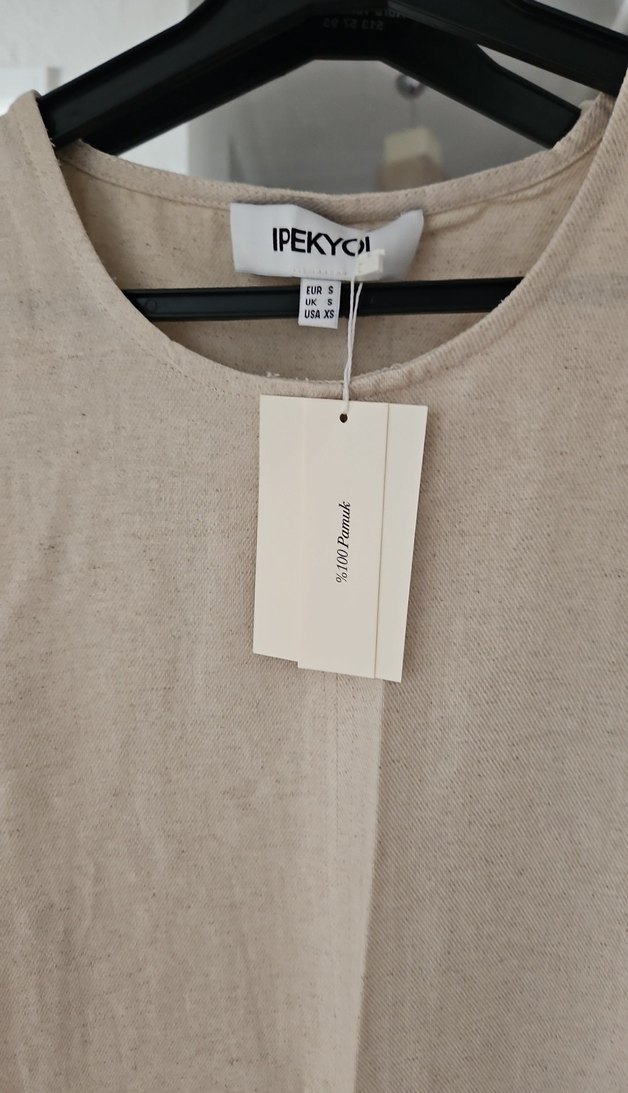 IPEKYOL
EUR S
UK S
USA XS
%100 Pamuk